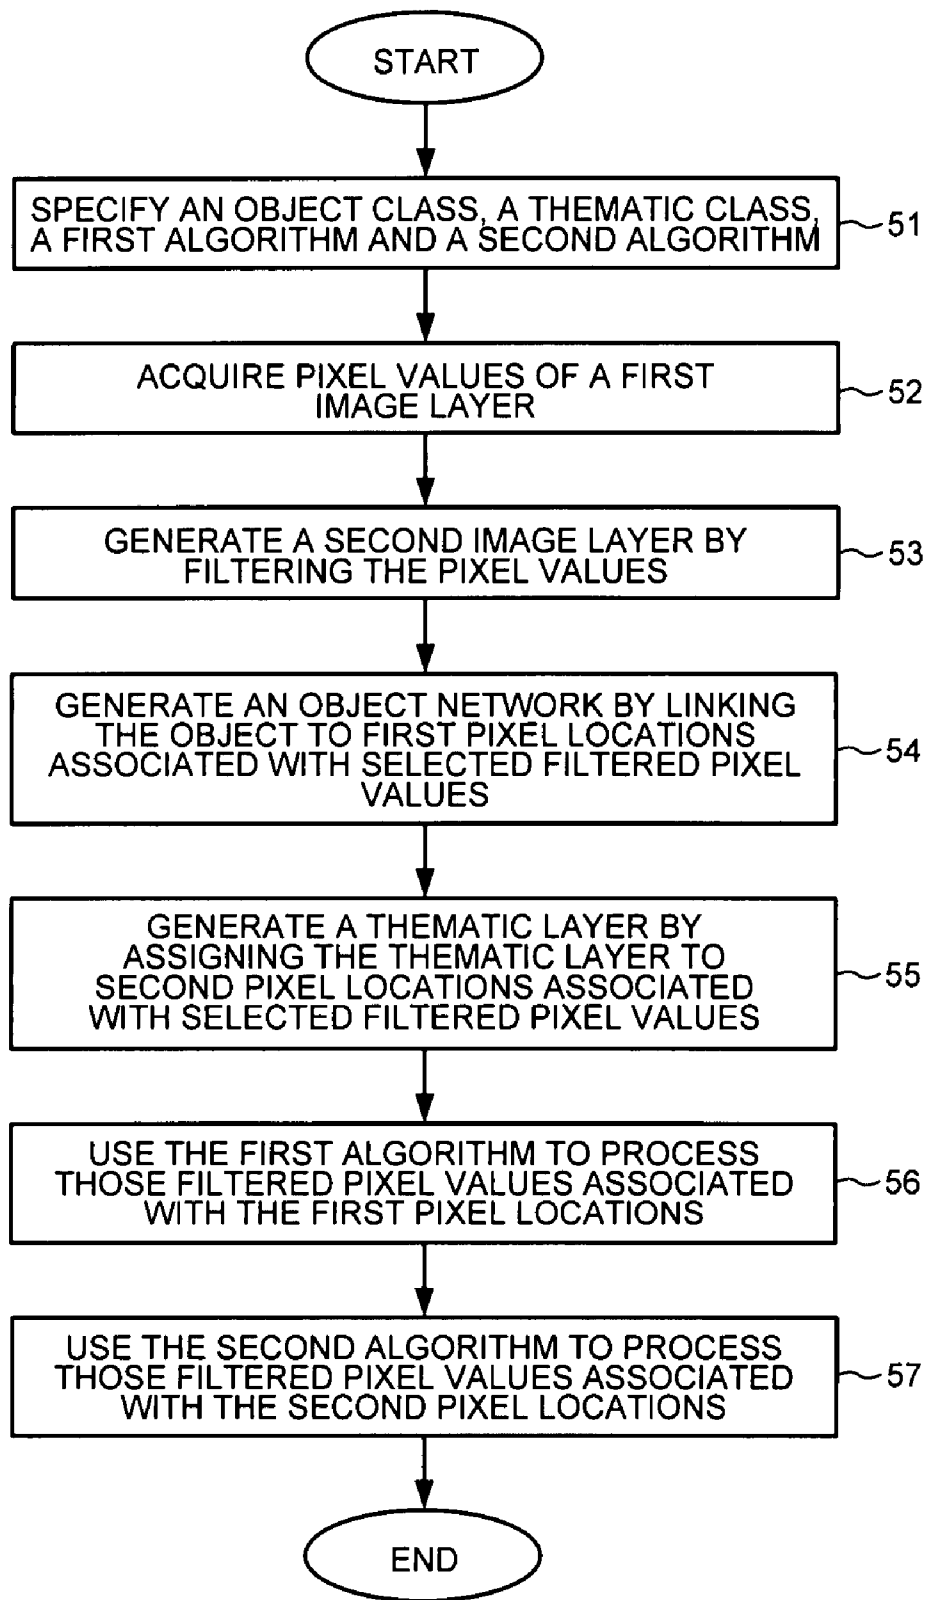 START
SPECIFY AN OBJECT CLASS, A THEMATIC CLASS,
A FIRST ALGORITHM AND A SECOND ALGORITHM
51
ACQUIRE PIXEL VALUES OF A FIRST
IMAGE LAYER
52
GENERATE A SECOND IMAGE LAYER BY
FILTERING THE PIXEL VALUES
53
GENERATE AN OBJECT NETWORK BY LINKING
THE OBJECT TO FIRST PIXEL LOCATIONS
ASSOCIATED WITH SELECTED FILTERED PIXEL
VALUES
54
GENERATE A THEMATIC LAYER BY
ASSIGNING THE THEMATIC LAYER TO
SECOND PIXEL LOCATIONS ASSOCIATED
WITH SELECTED FILTERED PIXEL VALUES
55
USE THE FIRST ALGORITHM TO PROCESS
THOSE FILTERED PIXEL VALUES ASSOCIATED
WITH THE FIRST PIXEL LOCATIONS
56
USE THE SECOND ALGORITHM TO PROCESS
THOSE FILTERED PIXEL VALUES ASSOCIATED
WITH THE SECOND PIXEL LOCATIONS
57
END